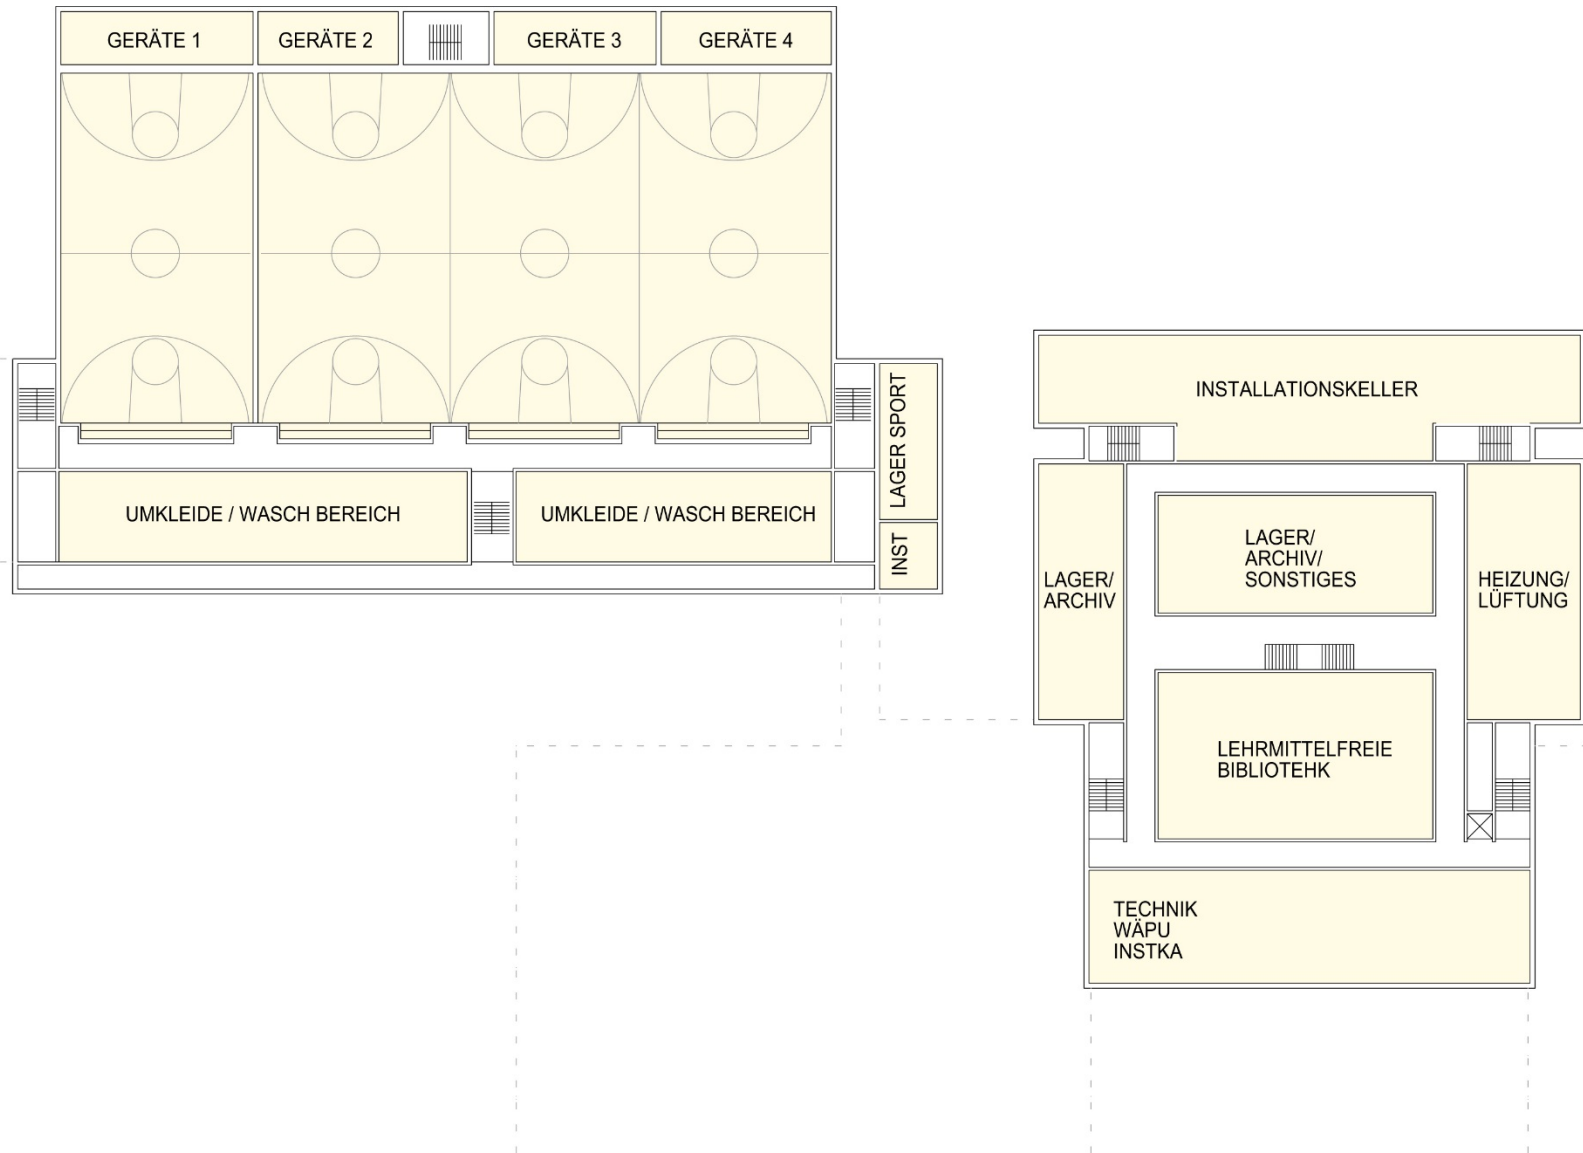 GERÄTE 1
GERÄTE 2
GERÄTE 3
GERÄTE 4
UMKLEIDE / WASCH BEREICH
UMKLEIDE / WASCH BEREICH
LAGER SPORT
INST
INSTALLATIONSKELLER
LAGER/
ARCHIV
LAGER/
ARCHIV/
SONSTIGES
HEIZUNG/
LÜFTUNG
LEHRMITTELFREIE
BIBLIOTEHK
TECHNIK
WÄPU
INSTKA